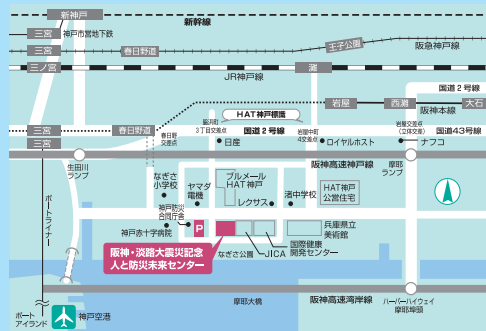 新神戸
新幹線
三宮
神戸市営地下鉄
三宮
春日野道
王子公園
阪急神戸線
三ノ宮
灘
JR神戸線
国道2号線
岩屋
西灘
大石
阪本線
HAT神戸標識
三宮
春日野道
春日野
交差点
脇浜町
3丁目交差点
国道2号線
岩屋中町
4交差点
岩屋交差点
(立体交差)
国道43号線
三宮
日産
ロイヤルホスト
ナフコ
生田川
ランプ
阪神高速神戸線
摩耶
ランプ
なぎさ
小学校
ヤマダ
電機
ブルメール
HAT神戸
レクサス
渚中学校
HAT神戸
公営住宅
ポートライナー
神戸防災
合同庁舎
神戸赤十字病院
P
兵庫県立
美術館
国際健康
開発センター
JICA
なぎさ公園
阪神・淡路大震災記念
人と防災未来センター
摩耶大橋
阪神高速湾岸線
ハーバーハイウェイ
摩耶埠頭
ポート
アイランド
神戸空港